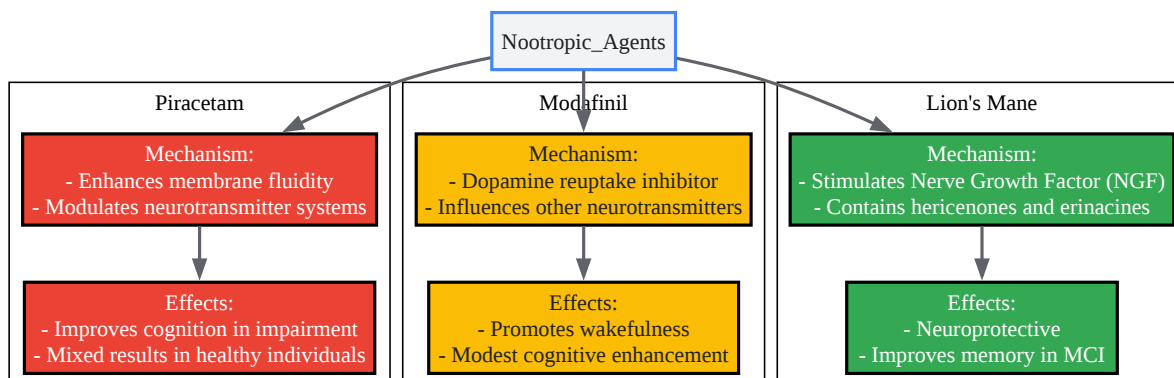 Nootropic_Agents
Piracetam
Mechanism:
- Enhances membrane fluidity
- Modulates neurotransmitter systems
Effects:
- Improves cognition in impairment
- Mixed results in healthy individuals
Modafinil
Mechanism:
- Dopamine reuptake inhibitor
- Influences other neurotransmitters
Effects:
- Promotes wakefulness
- Modest cognitive enhancement
Lion's Mane
Mechanism:
- Stimulates Nerve Growth Factor (NGF)
- Contains hericenones and erinacines
Effects:
- Neuroprotective
- Improves memory in MCI